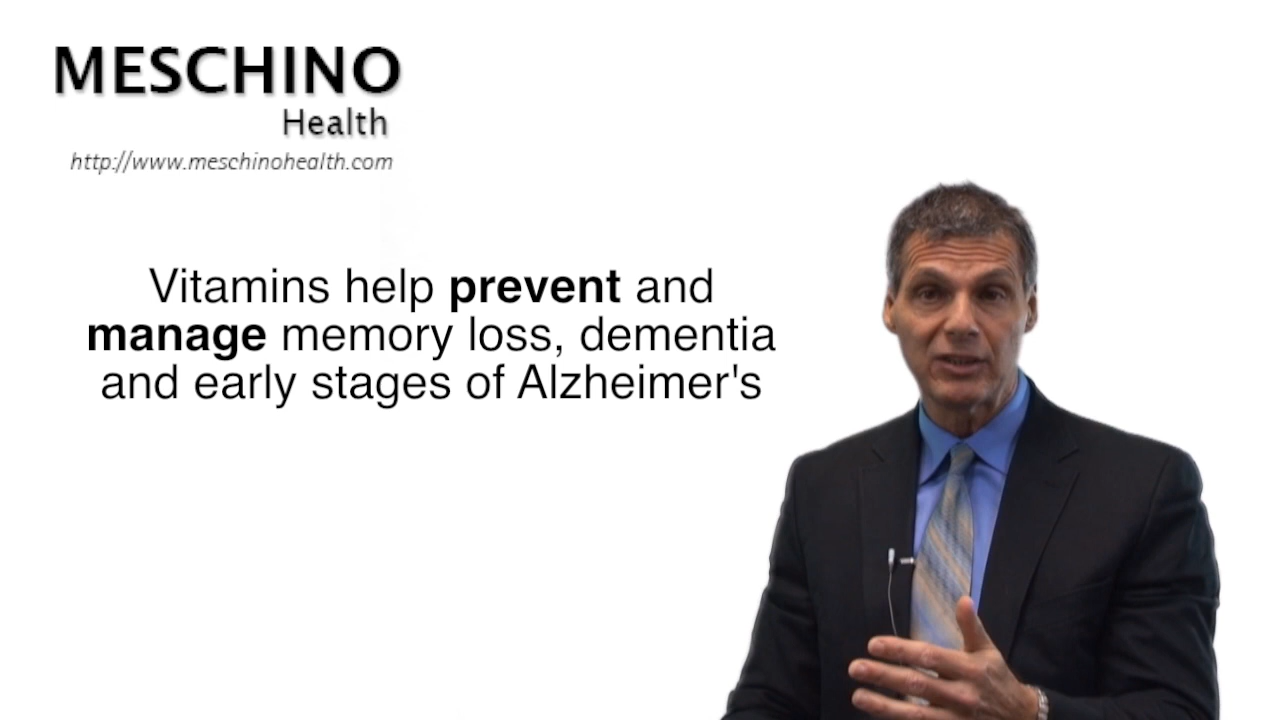 MESCHINO
Health
http://www.meschinohealth.com
Vitamins help prevent and
manage memory loss, dementia
and early stages of Alzheimer's